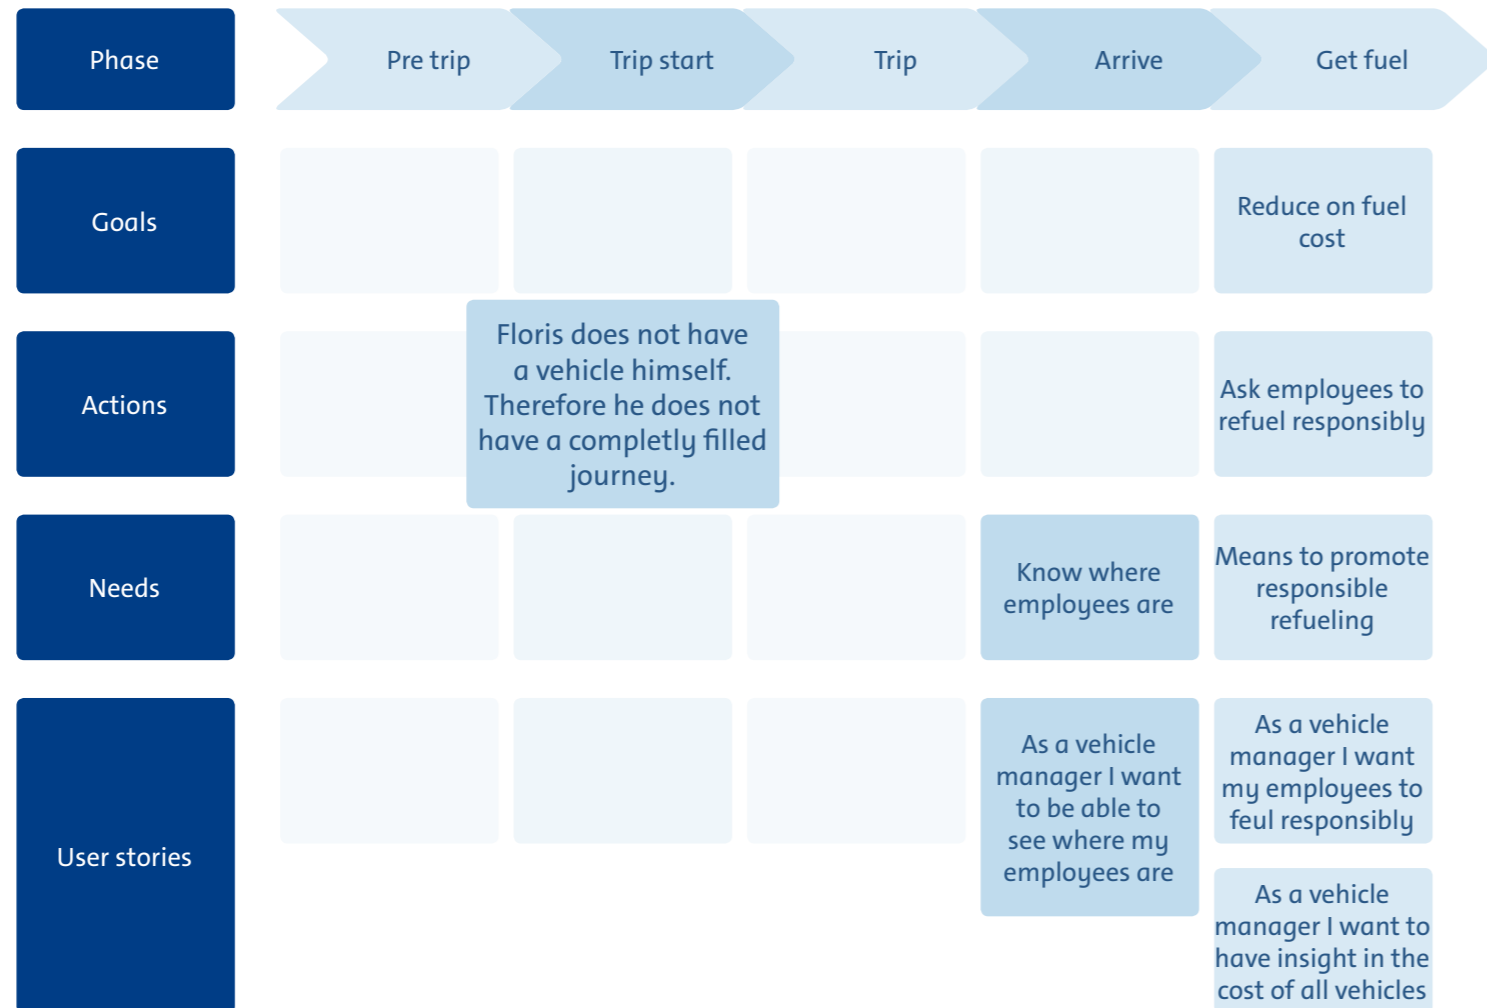 Phase
Pre trip
Trip start
Trip
Arrive
Get fuel
Goals
Reduce on fuel
cost
Floris does not have
a vehicle himself.
Therefore he does not
have a completly filled
journey.
Actions
Ask employees to
refuel responsibly
Needs
Know where
employees are
Means to promote
responsible
refueling
User stories
As a vehicle
manager I want
to be able to
see where my
employees are
As a vehicle
manager I want
my employees to
feul responsibly
As a vehicle
manager I want to
have insight in the
cost of all vehicles